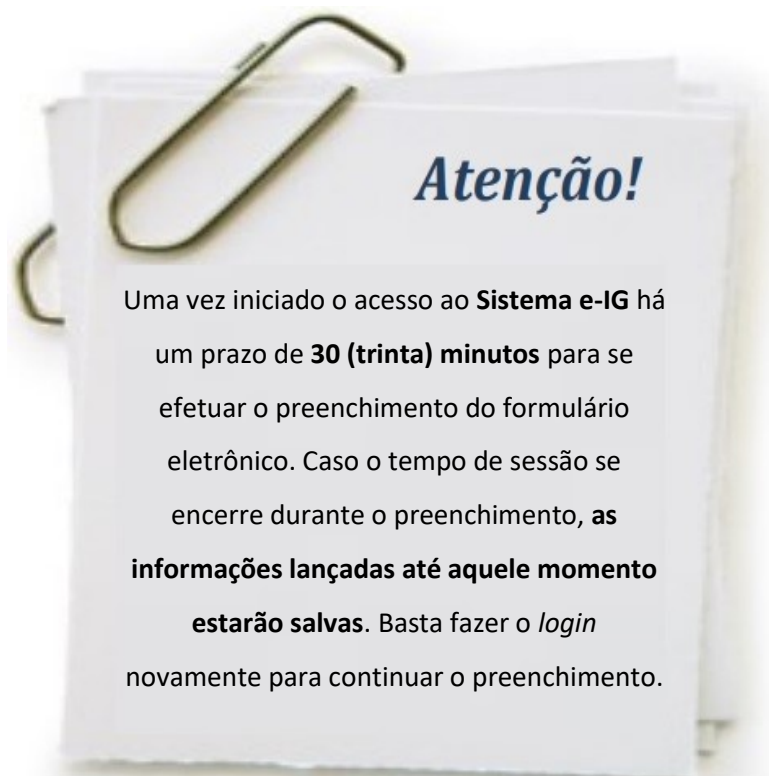 Atenção!
Uma vez iniciado o acesso ao Sistema e-IG há
um prazo de 30 (trinta) minutos para se
efetuar o preenchimento do formulário
eletrônico. Caso o tempo de sessão se
encerre durante o preenchimento, as
informações lançadas até aquele momento
estarão salvas. Basta fazer o login
novamente para continuar o preenchimento.